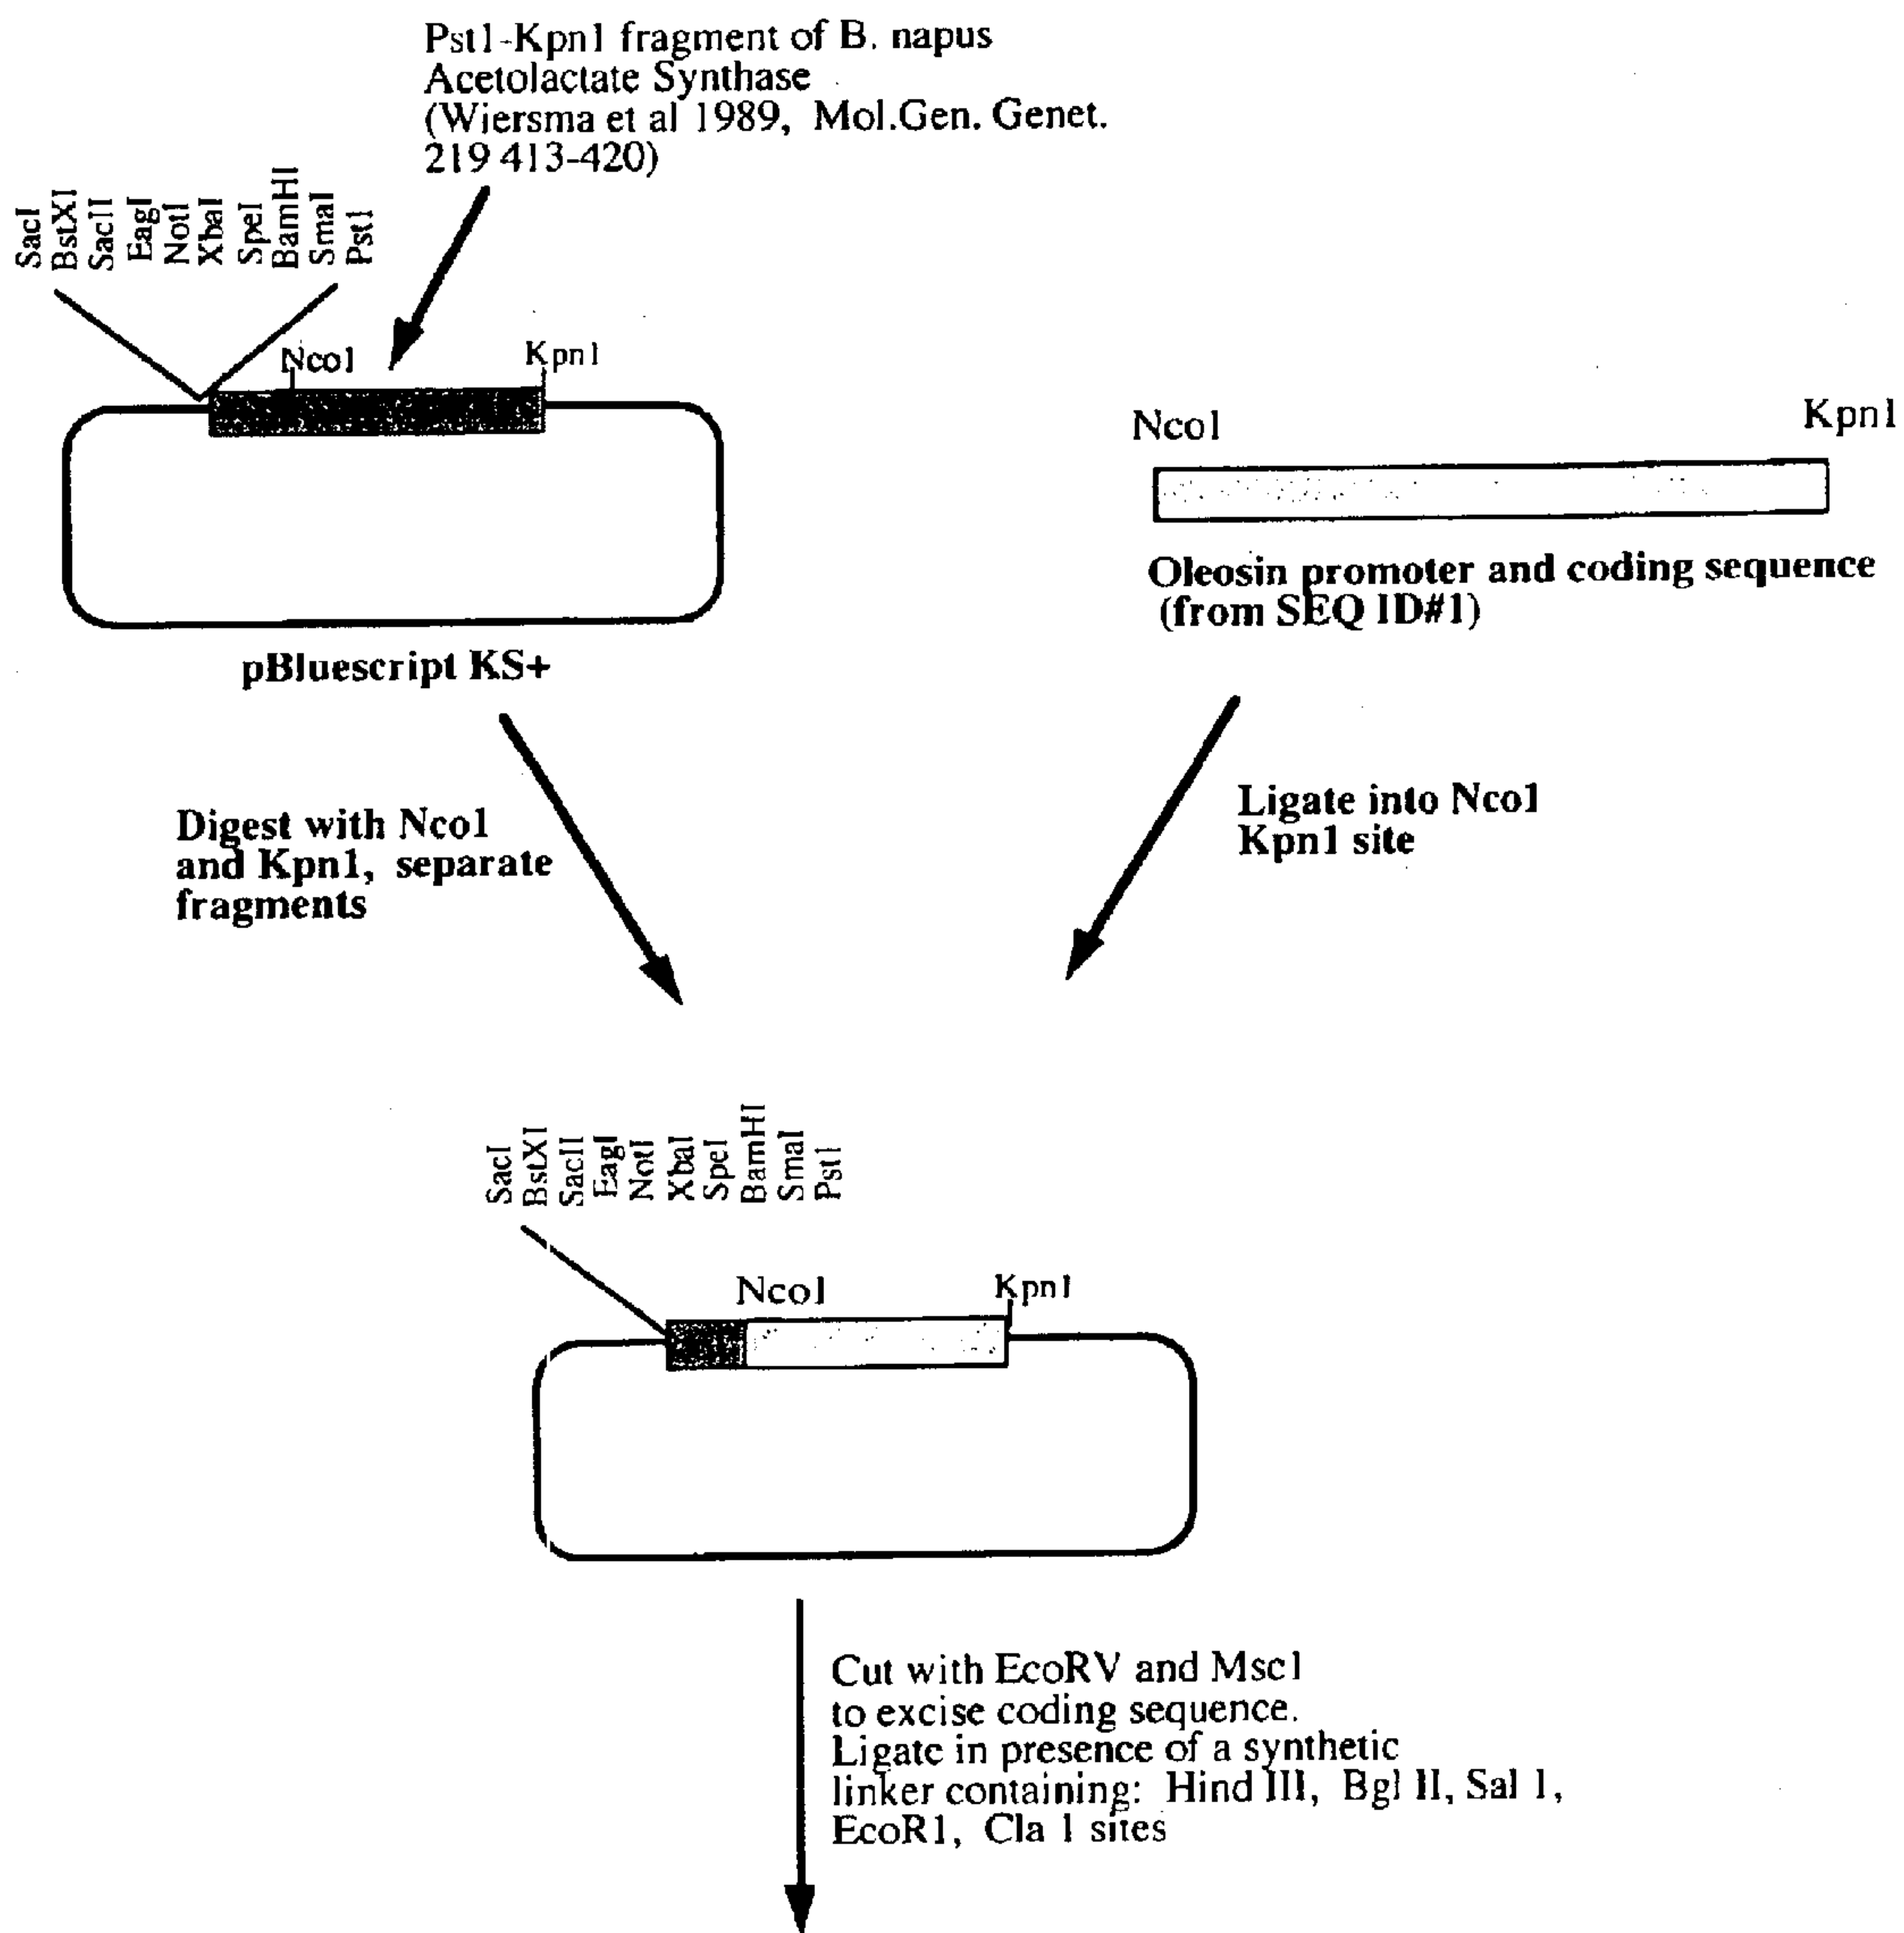 Pst1-Kpn1 fragment of B. napus
Acetolactate Synthase
(Wiersma et al 1989, Mol.Gen. Genet.
219 413-420)
SacI
BstXI
SacII
EagI
NotI
XbaI
SpeI
BamHI
SmaI
Pst1
Nco1
Kpn1
pBluescript KS+
Nco1
Kpn1
Oleosin promoter and coding sequence
(from SEQ ID#1)
Digest with Nco1
and Kpn1, separate
fragments
Ligate into Nco1
Kpn1 site
SacI
BstXI
SacII
EagI
NotI
XbaI
SpeI
BamHI
SmaI
Pst1
Nco1
Kpn1
Cut with EcoRV and Msc1
to excise coding sequence.
Ligate in presence of a synthetic
linker containing: Hind III, Bgl II, Sal 1,
EcoR1, Cla 1 sites